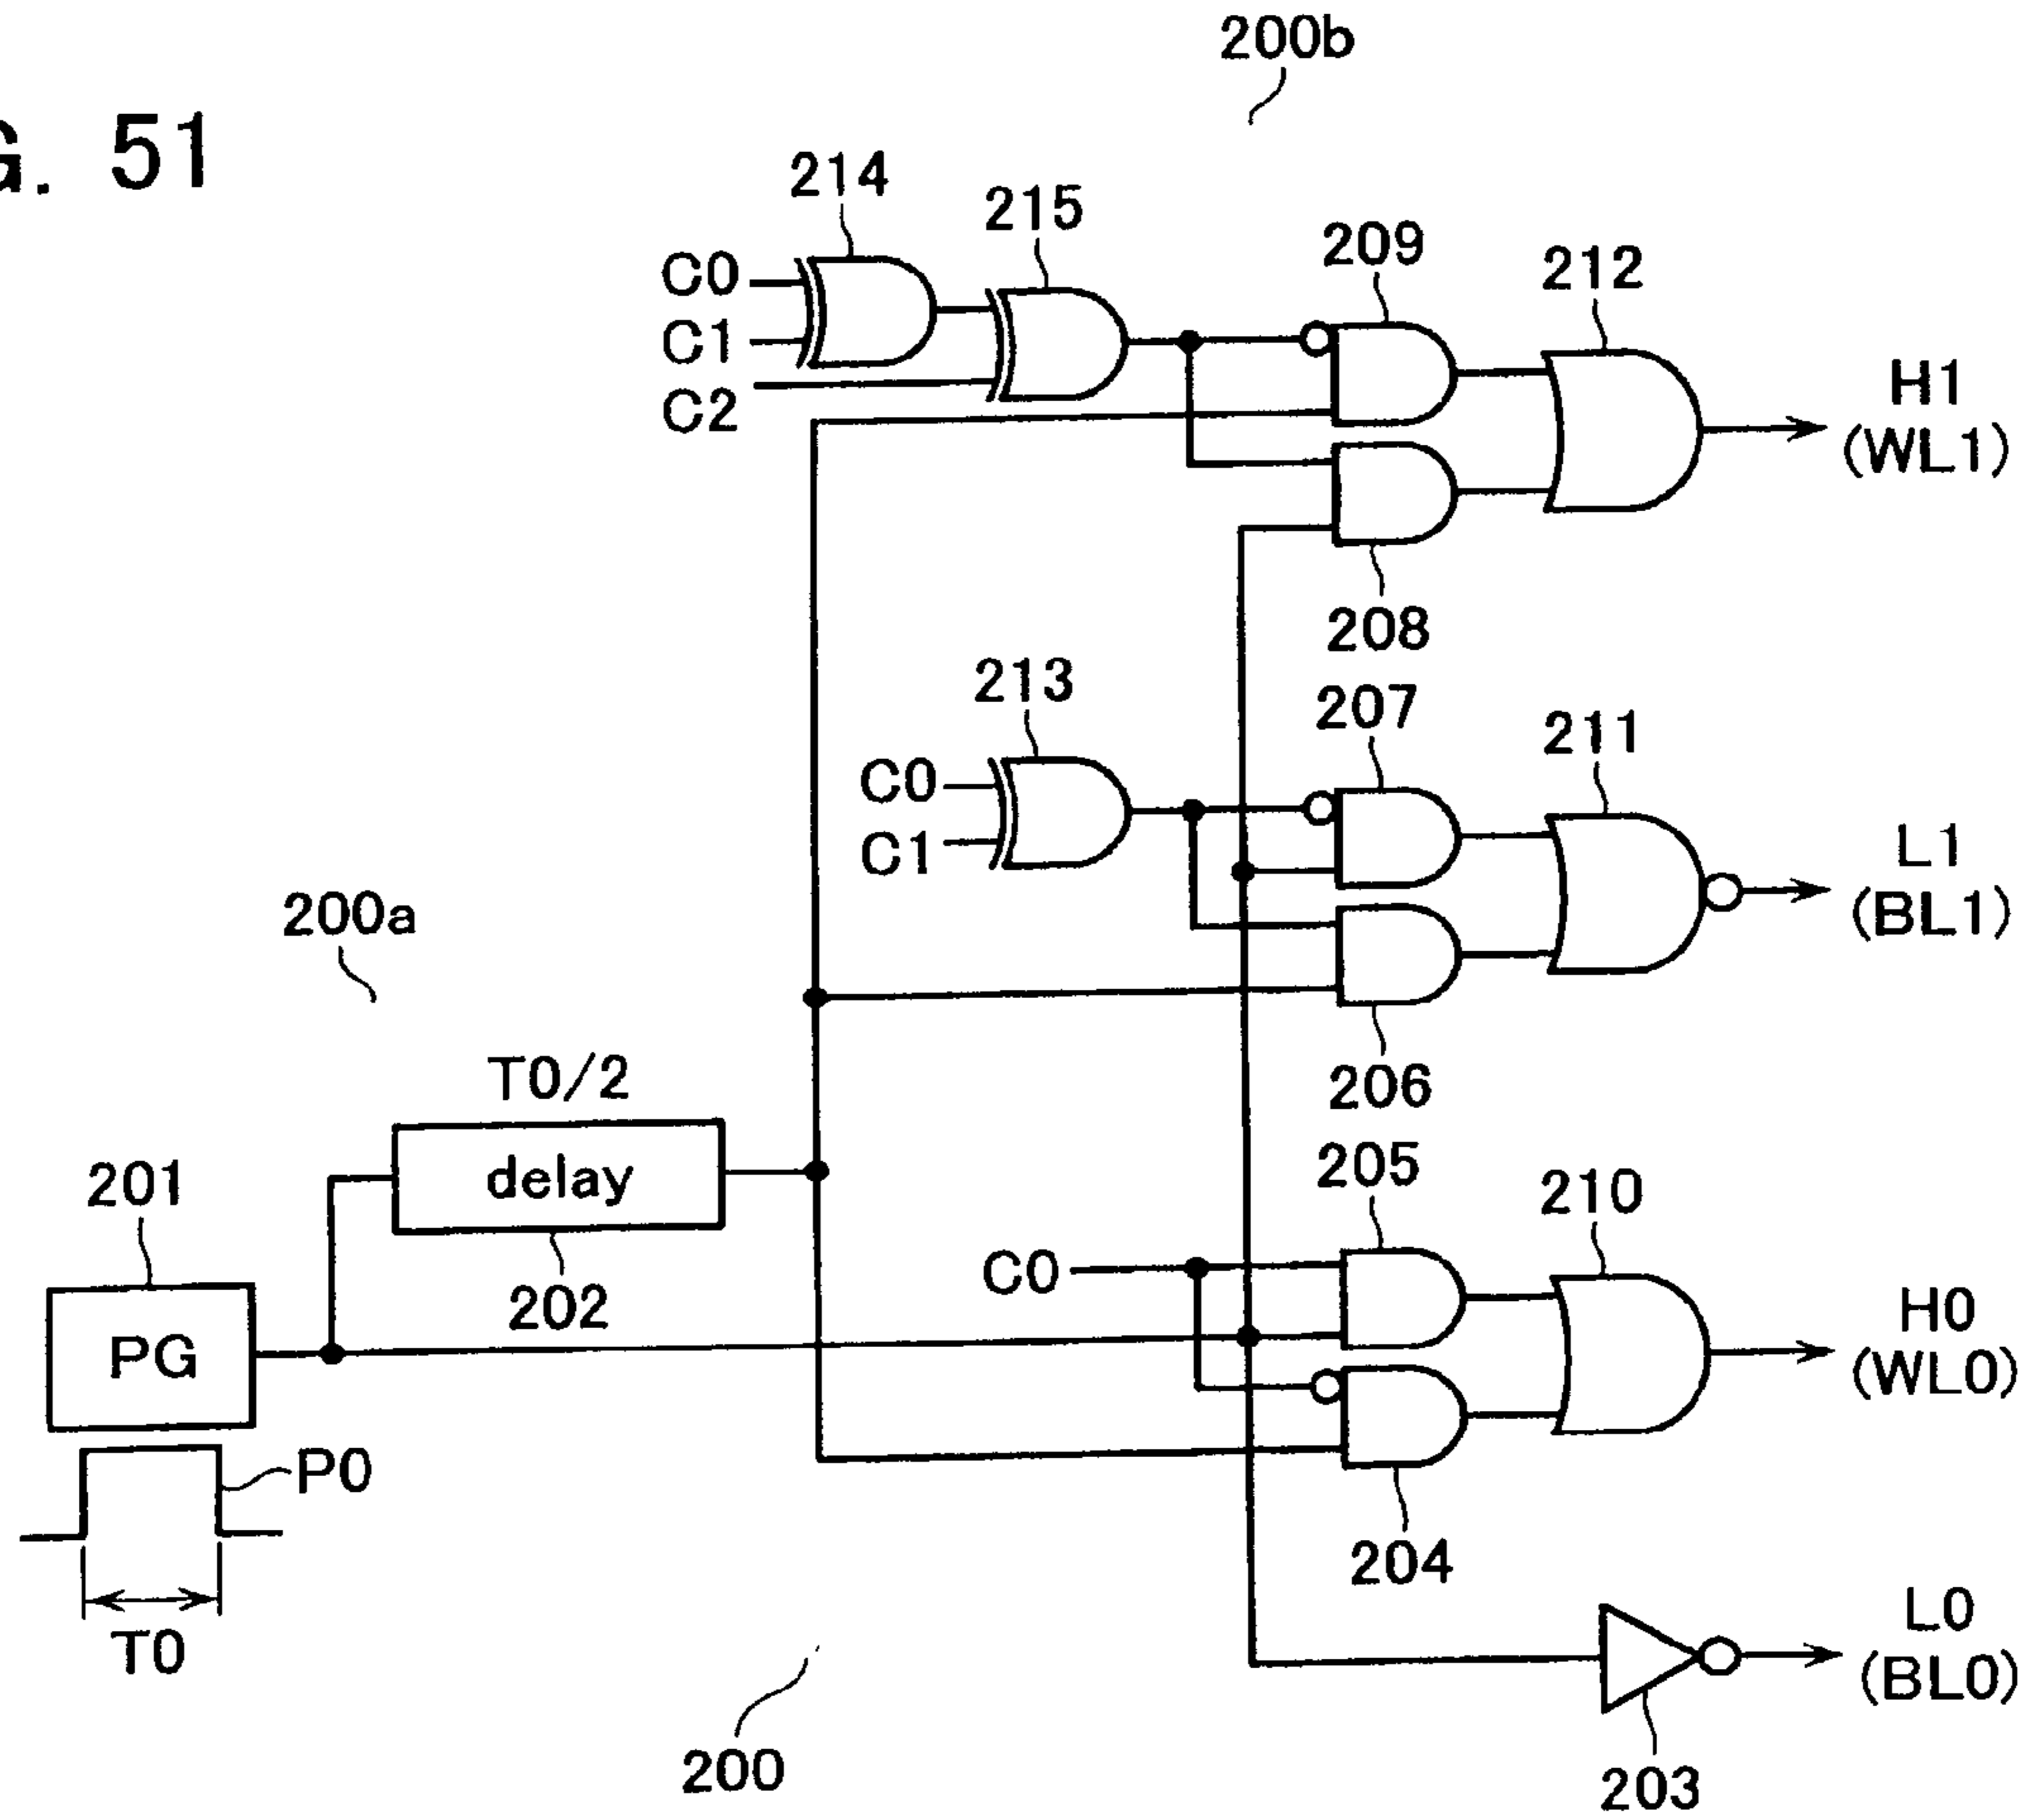 G. 51
200b
214
215
209
212
C0
C1
C2
H1
(WL1)
208
213
207
211
C0
C1
L1
(BL1)
200a
206
T0/2
delay
202
201
PG
P0
T0
205
210
C0
H0
(WL0)
204
L0
(BL0)
203
200